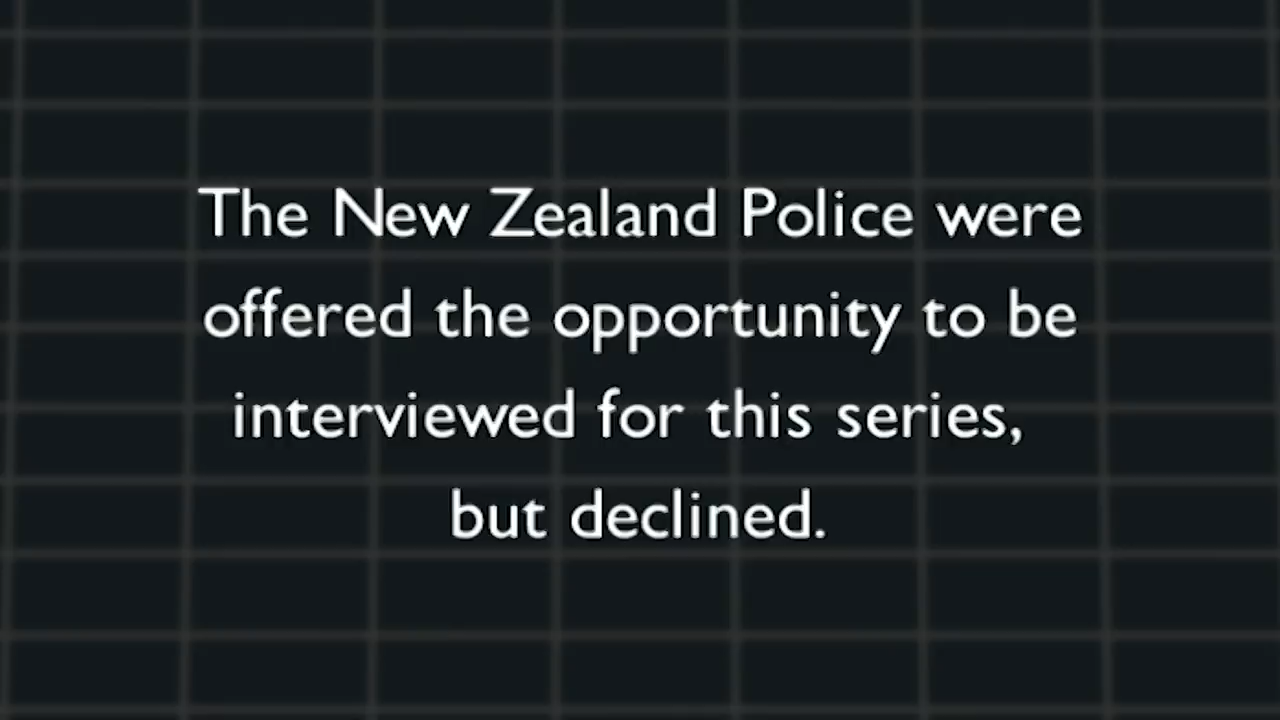 The New Zealand Police were
offered the opportunity to be
interviewed for this series,
but declined.